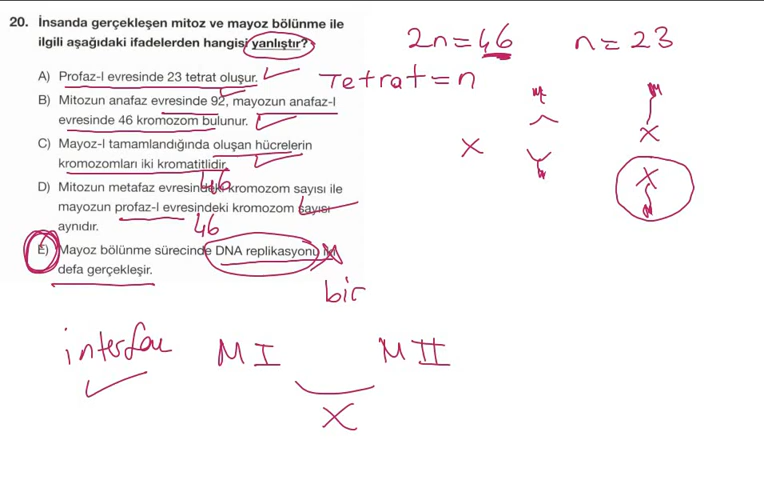 20. İnsanda gerçekleşen mitoz ve mayoz bölünme ile
ilgili aşağıdaki ifadelerden hangisi yanlıştır?
2n=46 n=23
Tetrat=n
A) Profaz-I evresinde 23 tetrat oluşur.
B) Mitozun anafaz evresinde 92, mayozun anafaz-I
evresinde 46 kromozom bulunur.
C) Mayoz-I tamamlandığında oluşan hücrelerin
kromozomları iki kromatitlidir.
46
D) Mitozun metafaz evresindeki kromozom sayısı ile
mayozun profaz-I evresindeki kromozom sayısı
aynıdır.
46
E) Mayoz bölünme sürecinde DNA replikasyonu
defa gerçekleşir.
bir
interfaz M I M II
X